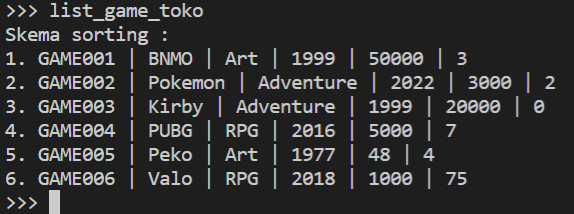 >>> list_game_toko
Skema sorting :
1. GAME001 | BNMO | Art | 1999 | 50000 | 3
2. GAME002 | Pokemon | Adventure | 2022 | 3000 | 2
3. GAME003 | Kirby | Adventure | 1999 | 20000 | 0
4. GAME004 | PUBG | RPG | 2016 | 5000 | 7
5. GAME005 | Peko | Art | 1977 | 48 | 4
6. GAME006 | Valo | RPG | 2018 | 1000 | 75
>>>